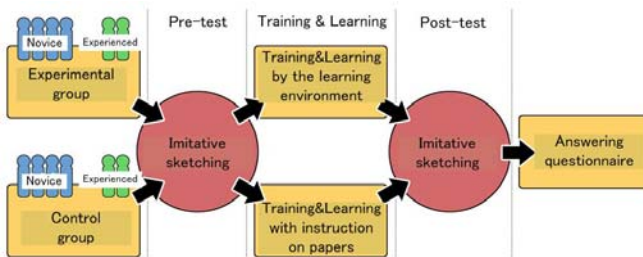 Pre-test
Training & Learning
Post-test
Novice
Experienced
Experimental
group
Novice
Experienced
Control
group
Imitative
sketching
Training&Learning
by the learning
environment
Training&Learning
with instruction
on papers
Imitative
sketching
Answering
questionnaire